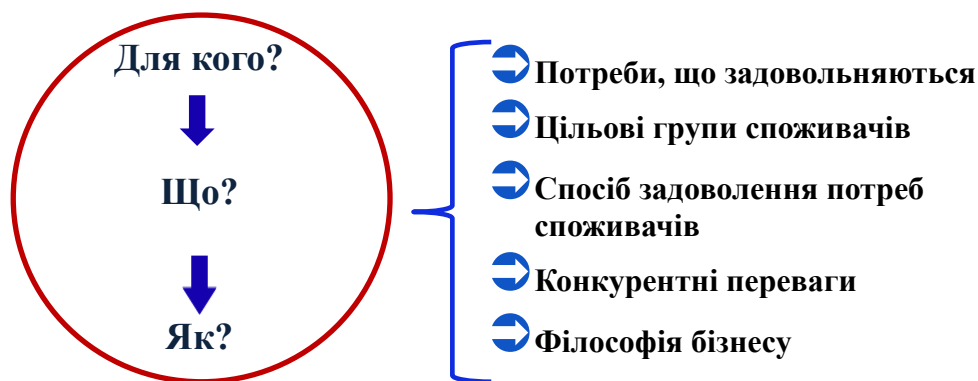 Для кого?
Що?
Як?
Потреби, що задовольняються
Цільові групи споживачів
Спосіб задоволення потреб
споживачів
Конкурентні переваги
Філософія бізнесу